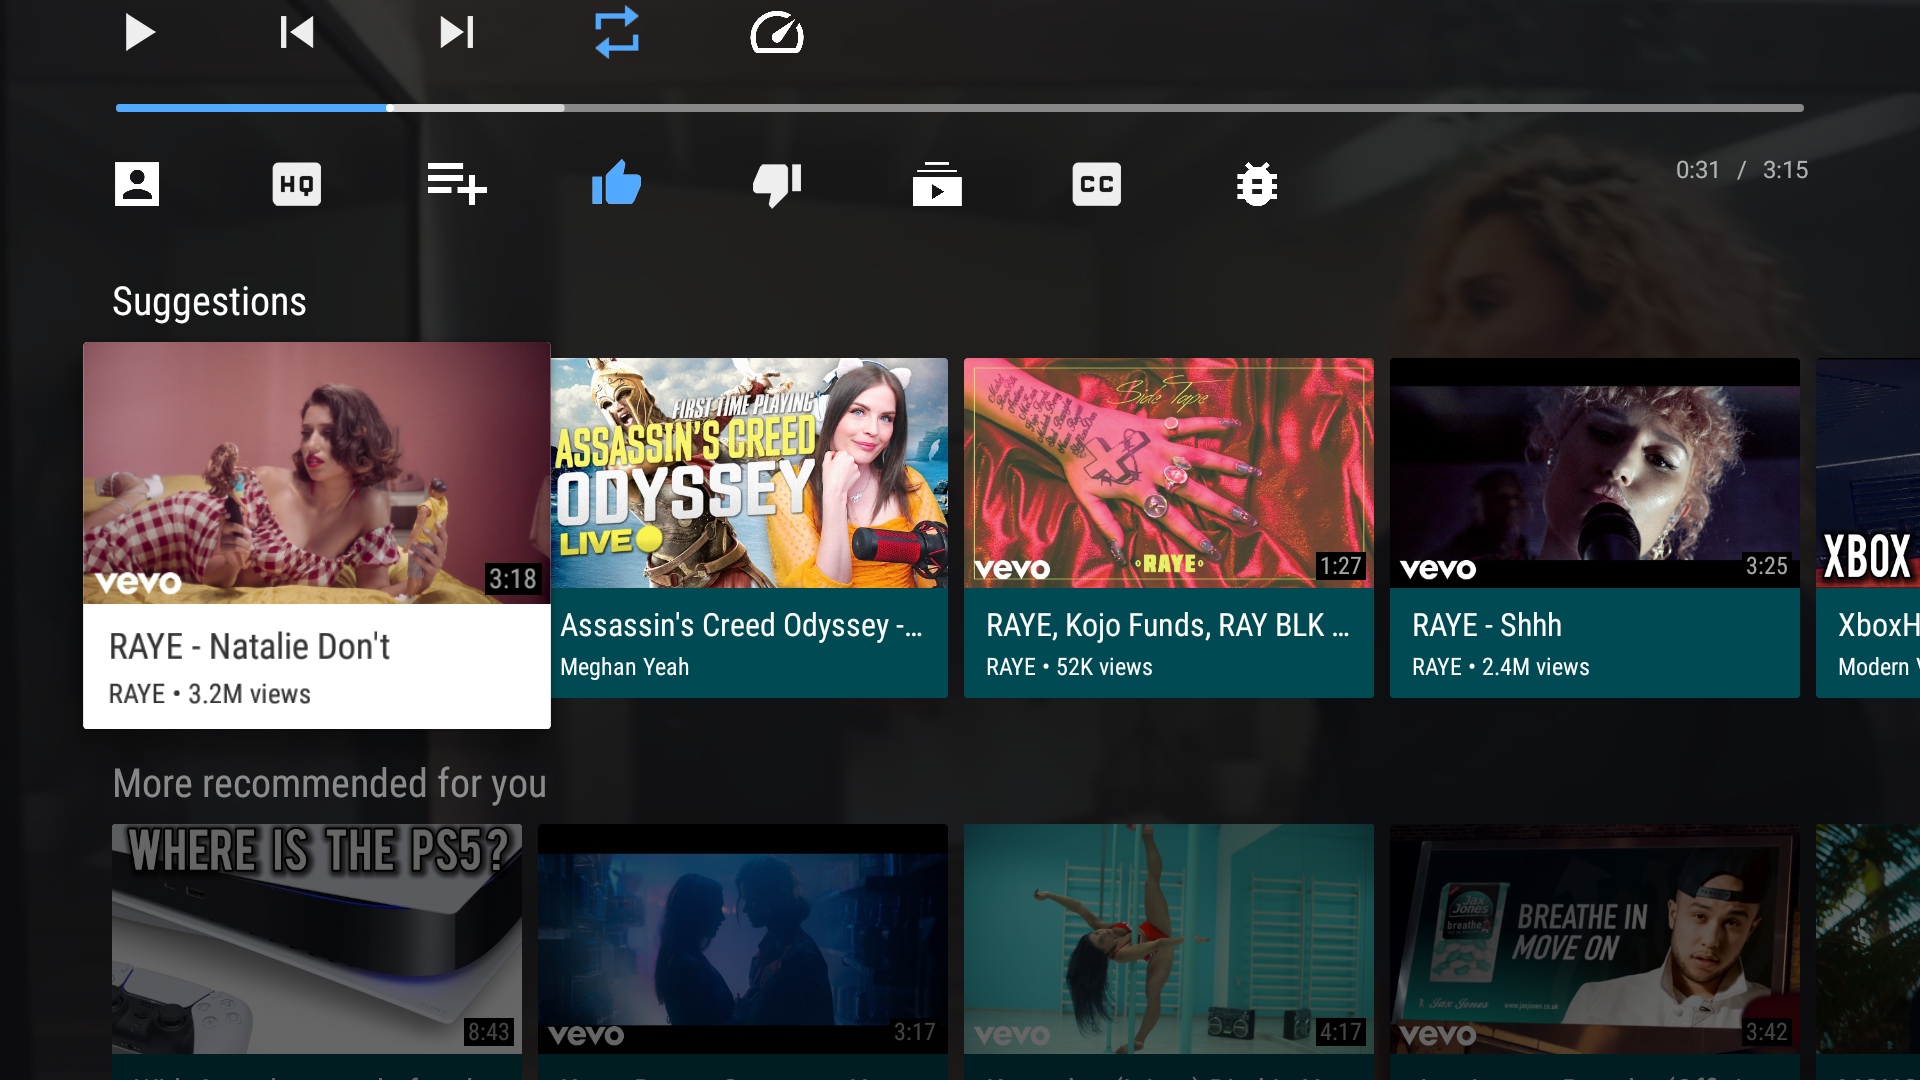 HQ
CC
0:31 / 3:15
Suggestions
vevo
3:18
RAYE - Natalie Don't
RAYE • 3.2M views
FIRST TIME PLAYING
ASSASSIN'S CREED
ODYSSEY
LIVE
Assassin's Creed Odyssey -...
Meghan Yeah
Side Tape
RAYE
vevo
1:27
RAYE, Kojo Funds, RAY BLK ...
RAYE • 52K views
vevo
3:25
RAYE - Shhh
RAYE • 2.4M views
XBOX
XboxH
Modern
More recommended for you
WHERE IS THE PS5?
8:43
vevo
3:17
vevo
4:17
Jax
Jones
breathe
BREATHE IN
MOVE ON
Jax Jones
www.jaxjones.co.uk
vevo
3:42